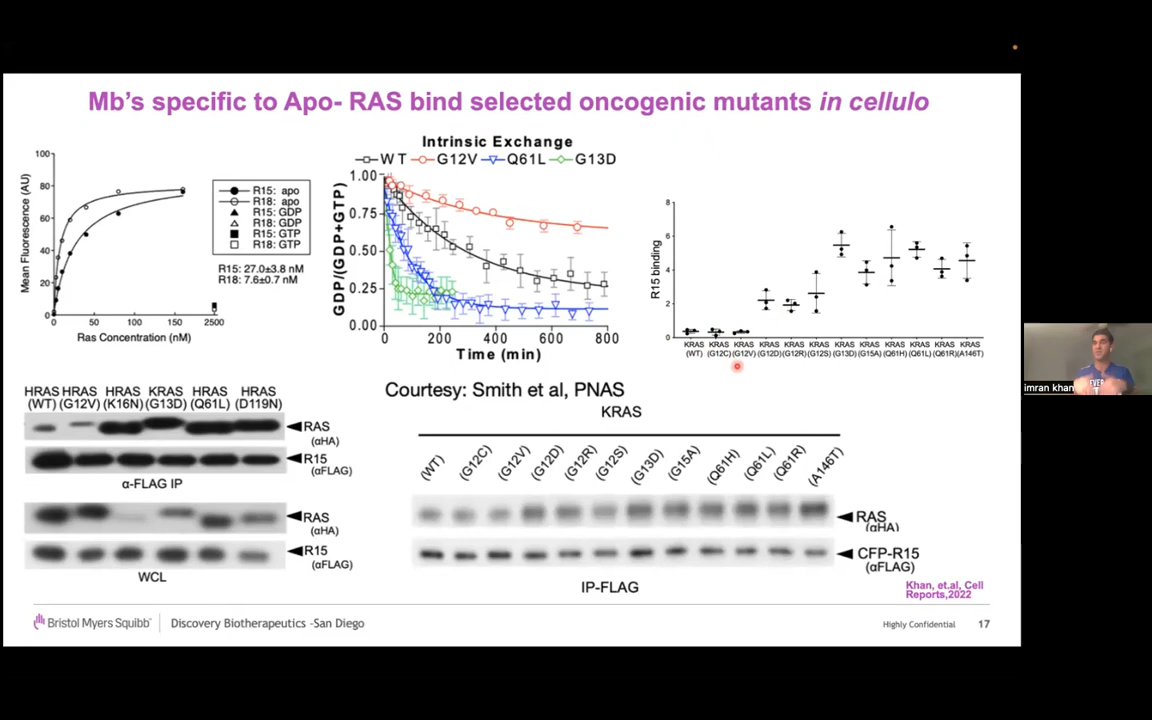 Mb's specific to Apo- RAS bind selected oncogenic mutants in cellulo
Mean Fluorescence (AU)
100
80
60
40
20
0
0 50 100 150 2500
Ras Concentration (nM)
R15: apo
R18: apo
R15: GDP
R18: GDP
R15: GTP
R18: GTP
R15: 27.0±3.8 nM
R18: 7.6±0.7 nM
Intrinsic Exchange
WT G12V Q61L G13D
GDP/(GDP+GTP)
1.00
0.75
0.50
0.25
0.00
0 200 400 600 800
Time (min)
R15 binding
8
6
4
2
0
KRAS KRAS KRAS KRAS KRAS KRAS KRAS KRAS KRAS KRAS KRAS KRAS
(WT) (G12C) (G12V) (G12D) (G12R) (G12S) (G13D) (G15A) (Q61H) (Q61L) (Q61R) (A146T)
HRAS HRAS HRAS KRAS HRAS HRAS
(WT) (G12V) (K16N) (G13D) (Q61L) (D119N)
RAS
(αHA)
R15
(αFLAG)
α-FLAG IP
RAS
(αHA)
R15
(αFLAG)
WCL
Courtesy: Smith et al, PNAS
KRAS
(WT) (G12C) (G12V) (G12D) (G12R) (G12S) (G13D) (G15A) (Q61H) (Q61L) (Q61R) (A146T)
RAS
(αHA)
CFP-R15
(αFLAG)
IP-FLAG
Khan, et.al, Cell
Reports,2022
Bristol Myers Squibb Discovery Biotherapeutics -San Diego Highly Confidential 17
imran khan